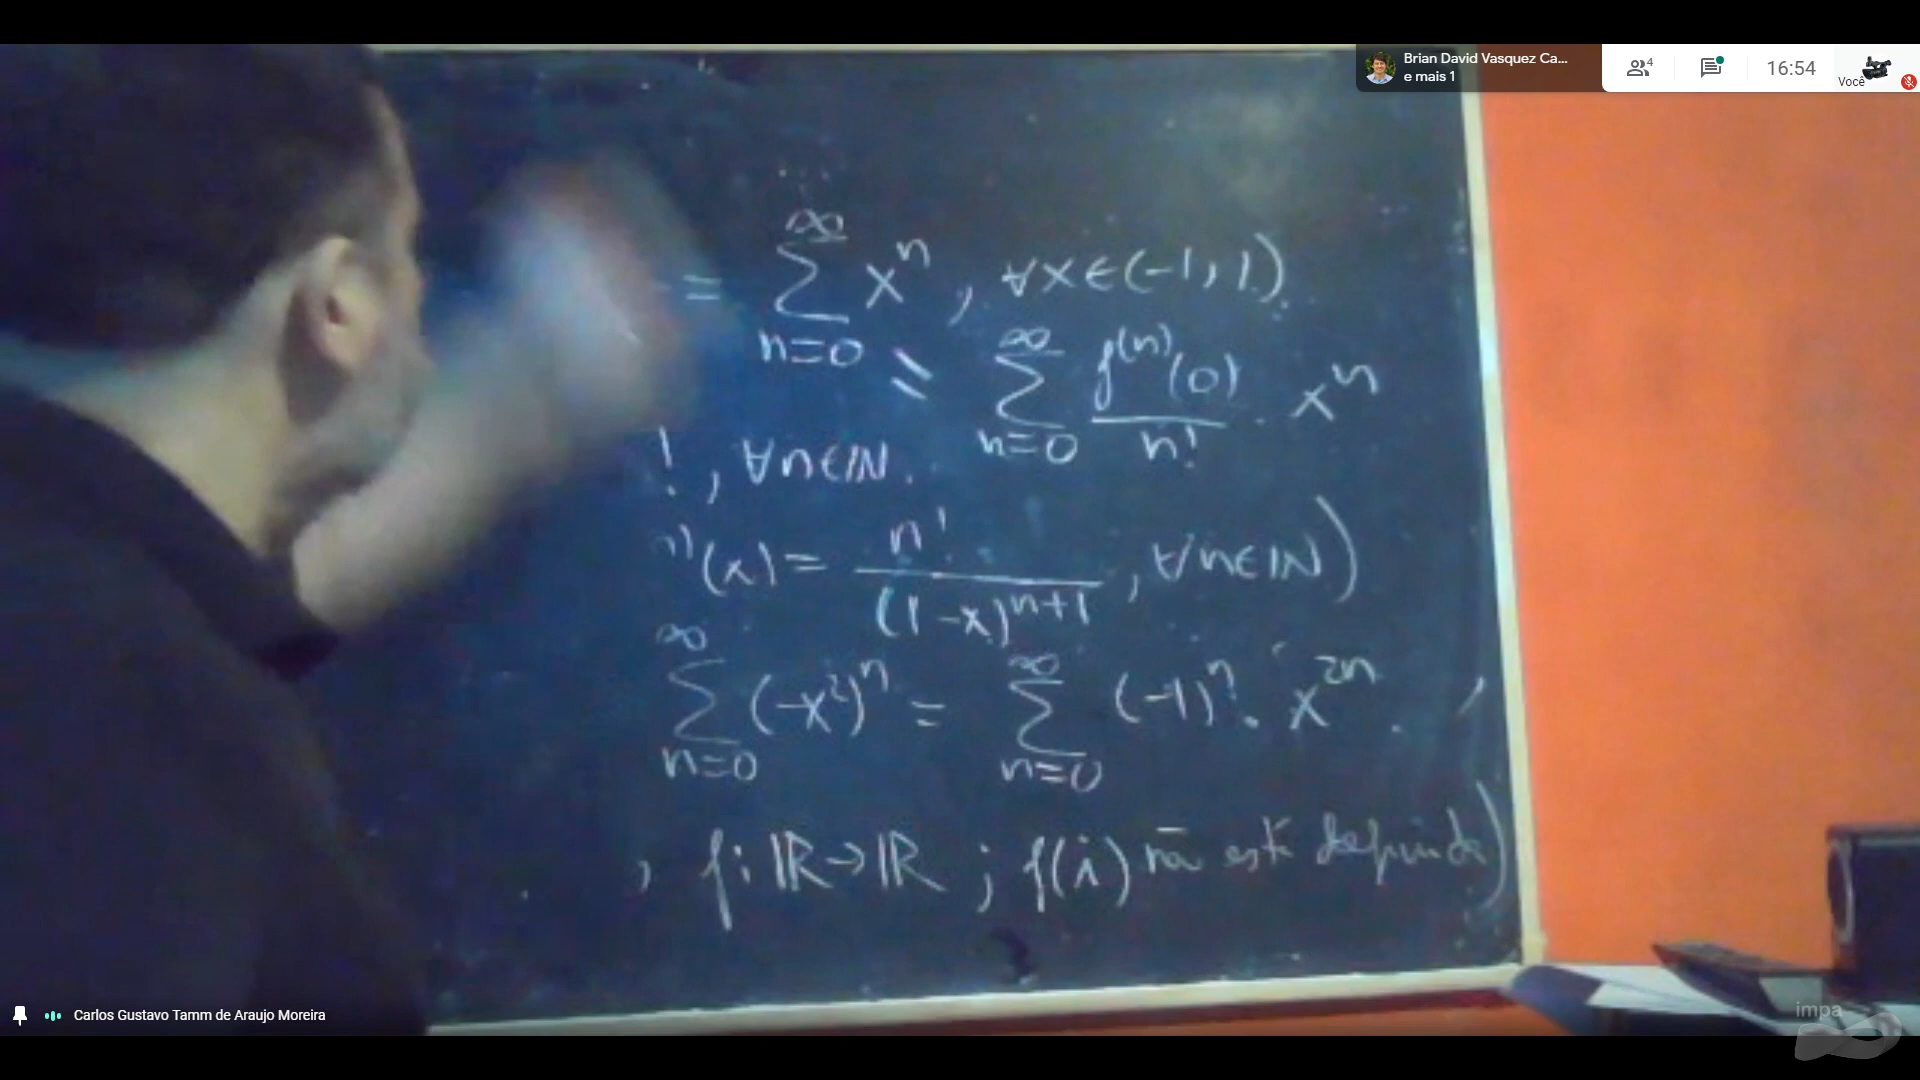 Brian David Vasquez Ca...
e mais 1
4
16:54
Você
= ∑_{n=0}^{∞} x^n, ∀x∈(-1,1).
= ∑_{n=0}^{∞} f^{(n)}(0)/n! · x^n
!, ∀n∈ℕ.
^{n)}(x) = n!/(1-x)^{n+1}, ∀n∈ℕ)
∑_{n=0}^{∞} (-x²)^n = ∑_{n=0}^{∞} (-1)^n · x^{2n}.
, f: ℝ→ℝ ; f(i) não está definida)
Carlos Gustavo Tamm de Araujo Moreira
impa